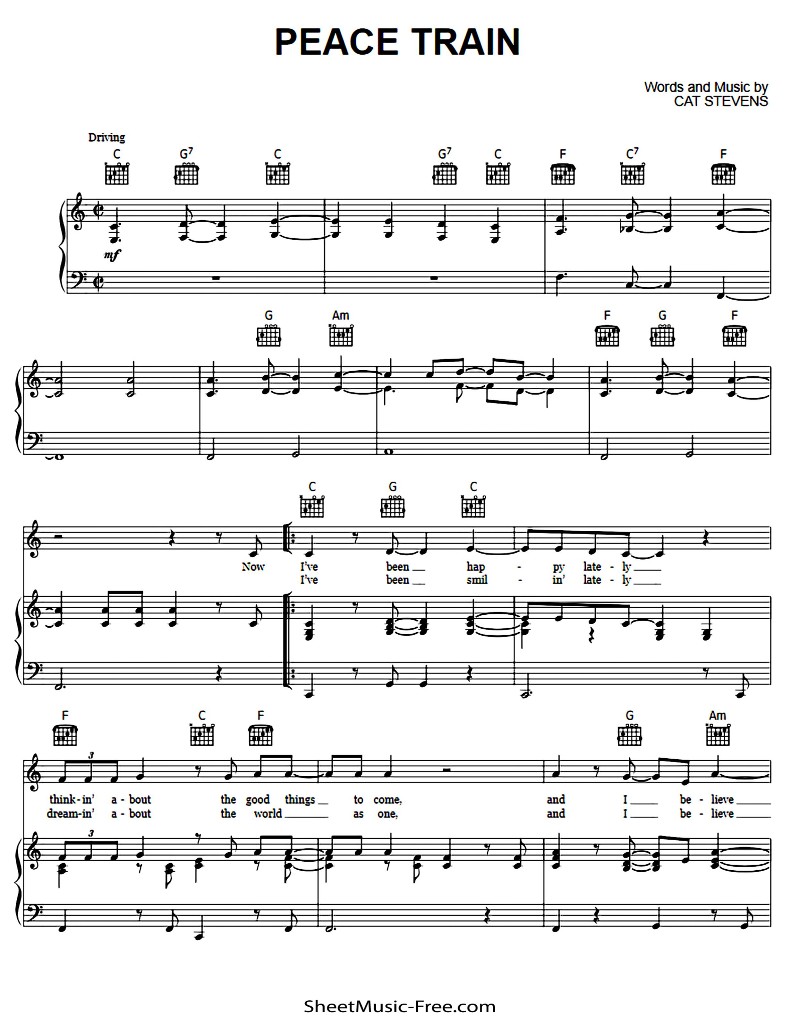 PEACE TRAIN
Words and Music by
CAT STEVENS
Driving
C G7 C G7 C F C7 F
mf
G Am F G F
C G C
Now I've been hap - py late - ly
I've been smil - in' late - ly
F C F G Am
3
think-in' a - bout the good things to come, and I be - lieve
dream-in' a - bout the world as one, and I be - lieve
3
SheetMusic-Free.com